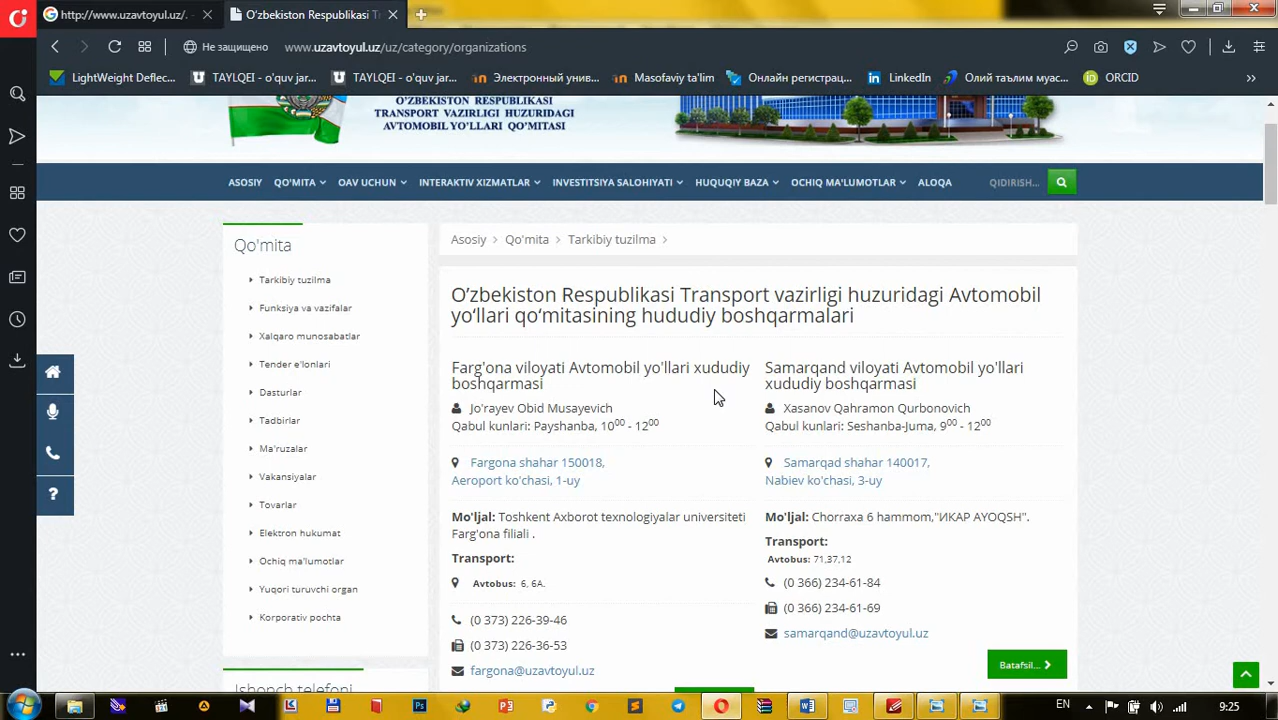 http://www.uzavtoyul.uz/. -
O'zbekiston Respublikasi T
Не защищено
www.uzavtoyul.uz/uz/category/organizations
LightWeight Deflec...
TAYLQEI - o'quv jar...
TAYLQEI - o'quv jar...
Электронный унив...
Masofaviy ta'lim
Онлайн регистрац...
LinkedIn
Олий таълим муас...
ORCID
O'ZBEKISTON RESPUBLIKASI
TRANSPORT VAZIRLIGI HUZURIDAGI
AVTOMOBIL YO'LLARI QO'MITASI
ASOSIY
QO'MITA
OAV UCHUN
INTERAKTIV XIZMATLAR
INVESTITSIYA SALOHIYATI
HUQUQIY BAZA
OCHIQ MA'LUMOTLAR
ALOQA
QIDIRISH...
Qo'mita
Tarkibiy tuzilma
Funksiya va vazifalar
Xalqaro munosabatlar
Tender e'lonlari
Dasturlar
Tadbirlar
Ma'ruzalar
Vakansiyalar
Tovarlar
Elektron hukumat
Ochiq ma'lumotlar
Yuqori turuvchi organ
Korporativ pochta
Ishonch telefoni
Asosiy > Qo'mita > Tarkibiy tuzilma >
O'zbekiston Respublikasi Transport vazirligi huzuridagi Avtomobil
yo'llari qo'mitasining hududiy boshqarmalari
Farg'ona viloyati Avtomobil yo'llari xududiy
boshqarmasi
Jo'rayev Obid Musayevich
Qabul kunlari: Payshanba, 10⁰⁰ - 12⁰⁰
Fargona shahar 150018,
Aeroport ko'chasi, 1-uy
Mo'ljal: Toshkent Axborot texnologiyalar universiteti
Farg'ona filiali .
Transport:
Avtobus: 6, 6A.
(0 373) 226-39-46
(0 373) 226-36-53
fargona@uzavtoyul.uz
Samarqand viloyati Avtomobil yo'llari
xududiy boshqarmasi
Xasanov Qahramon Qurbonovich
Qabul kunlari: Seshanba-Juma, 9⁰⁰ - 12⁰⁰
Samarqad shahar 140017,
Nabiev ko'chasi, 3-uy
Mo'ljal: Chorraxa 6 hammom,"ИКАР AYOQSH".
Transport:
Avtobus: 71,37,12
(0 366) 234-61-84
(0 366) 234-61-69
samarqand@uzavtoyul.uz
Batafsil...
EN
9:25